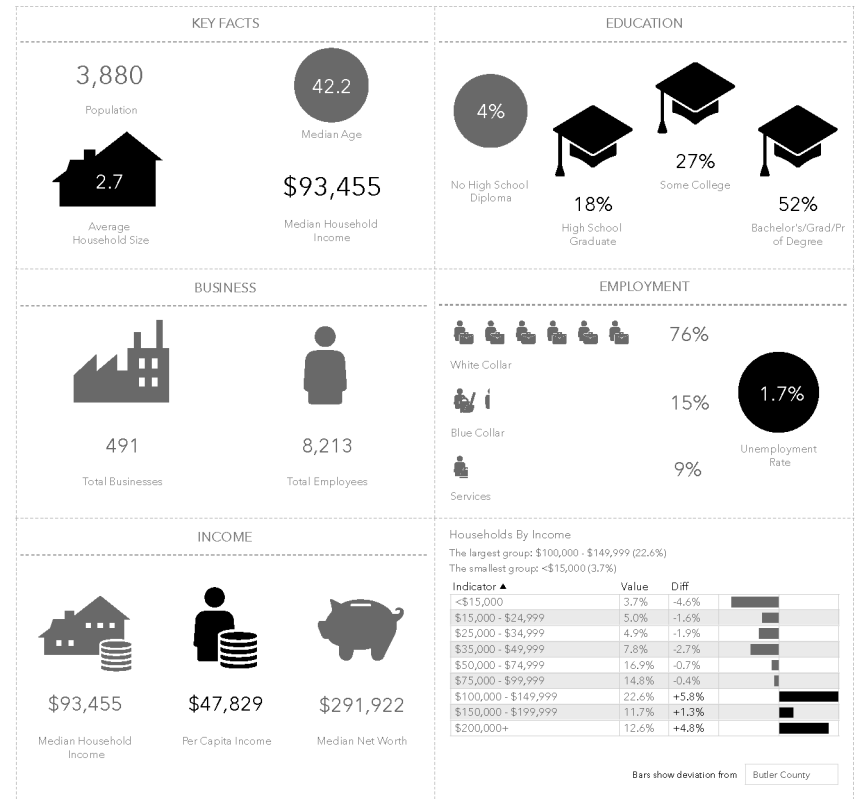 KEY FACTS
3,880
Population
42.2
Median Age
2.7
Average
Household Size
$93,455
Median Household
Income
EDUCATION
4%
No High School
Diploma
18%
High School
Graduate
27%
Some College
52%
Bachelor's/Grad/Pr
of Degree
BUSINESS
491
Total Businesses
8,213
Total Employees
EMPLOYMENT
76%
White Collar
15%
Blue Collar
9%
Services
1.7%
Unemployment
Rate
INCOME
$93,455
Median Household
Income
$47,829
Per Capita Income
$291,922
Median Net Worth
Households By Income
The largest group: $100,000 - $149,999 (22.6%)
The smallest group: <$15,000 (3.7%)
Indicator ▲ Value Diff
<$15,000 3.7% -4.6%
$15,000 - $24,999 5.0% -1.6%
$25,000 - $34,999 4.9% -1.9%
$35,000 - $49,999 7.8% -2.7%
$50,000 - $74,999 16.9% -0.7%
$75,000 - $99,999 14.8% -0.4%
$100,000 - $149,999 22.6% +5.8%
$150,000 - $199,999 11.7% +1.3%
$200,000+ 12.6% +4.8%
Bars show deviation from Butler County